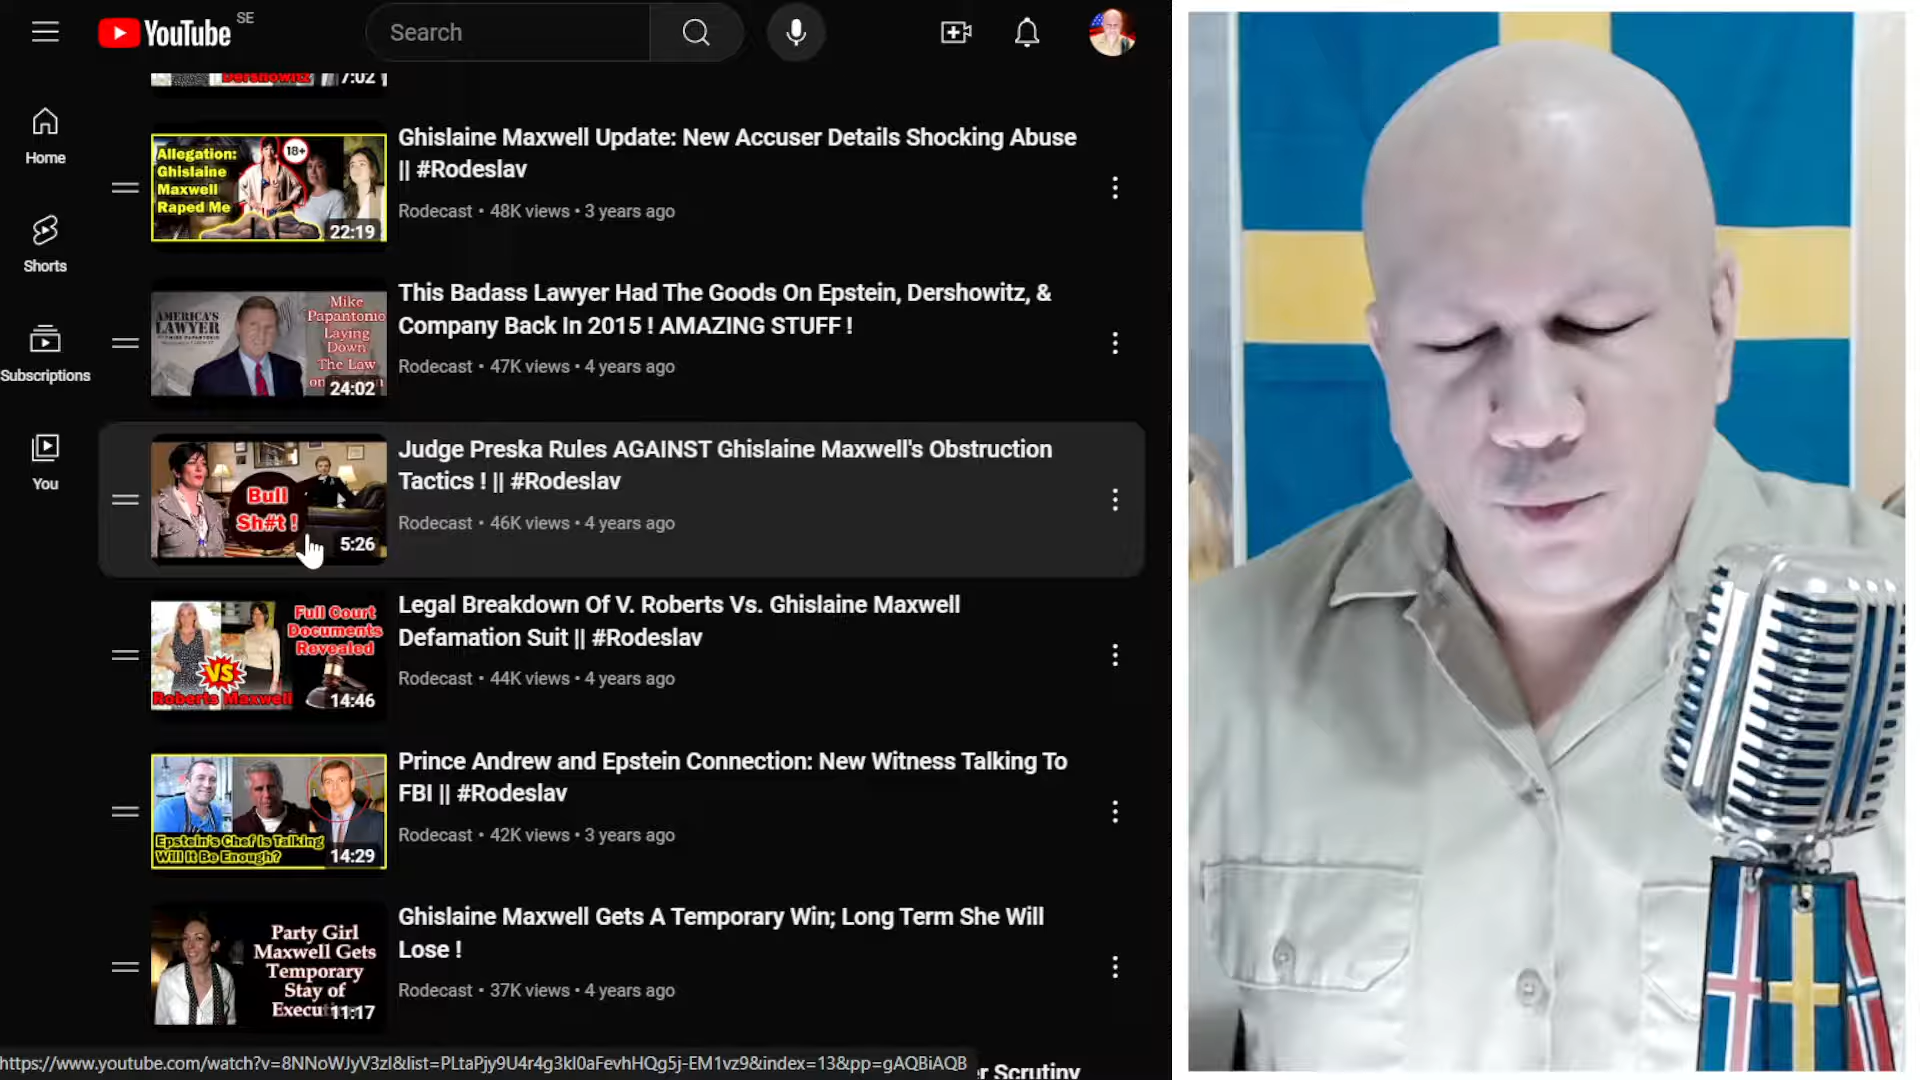 YouTube
SE
Search
Home
Shorts
Subscriptions
You
Dershowitz
7:02
Allegation:
Ghislaine
Maxwell
Raped Me
18+
22:19
Ghislaine Maxwell Update: New Accuser Details Shocking Abuse
|| #Rodeslav
Rodecast • 48K views • 3 years ago
AMERICA'S
LAWYER
Mike
Papantonio
Laying
Down
The Law
on
24:02
This Badass Lawyer Had The Goods On Epstein, Dershowitz, &
Company Back In 2015 ! AMAZING STUFF !
Rodecast • 47K views • 4 years ago
Bull
Sh#t !
5:26
Judge Preska Rules AGAINST Ghislaine Maxwell's Obstruction
Tactics ! || #Rodeslav
Rodecast • 46K views • 4 years ago
Full Court
Documents
Revealed
VS
Roberts Maxwell
14:46
Legal Breakdown Of V. Roberts Vs. Ghislaine Maxwell
Defamation Suit || #Rodeslav
Rodecast • 44K views • 4 years ago
Epstein's Chef Is Talking
Will It Be Enough?
14:29
Prince Andrew and Epstein Connection: New Witness Talking To
FBI || #Rodeslav
Rodecast • 42K views • 3 years ago
Party Girl
Maxwell Gets
Temporary
Stay of
Execu
11:17
Ghislaine Maxwell Gets A Temporary Win; Long Term She Will
Lose !
Rodecast • 37K views • 4 years ago
https://www.youtube.com/watch?v=8NNoWJyV3zI&list=PLtaPjy9U4r4g3kI0aFevhHQg5j-EM1vz9&index=13&pp=gAQBiAQB
r Scrutiny